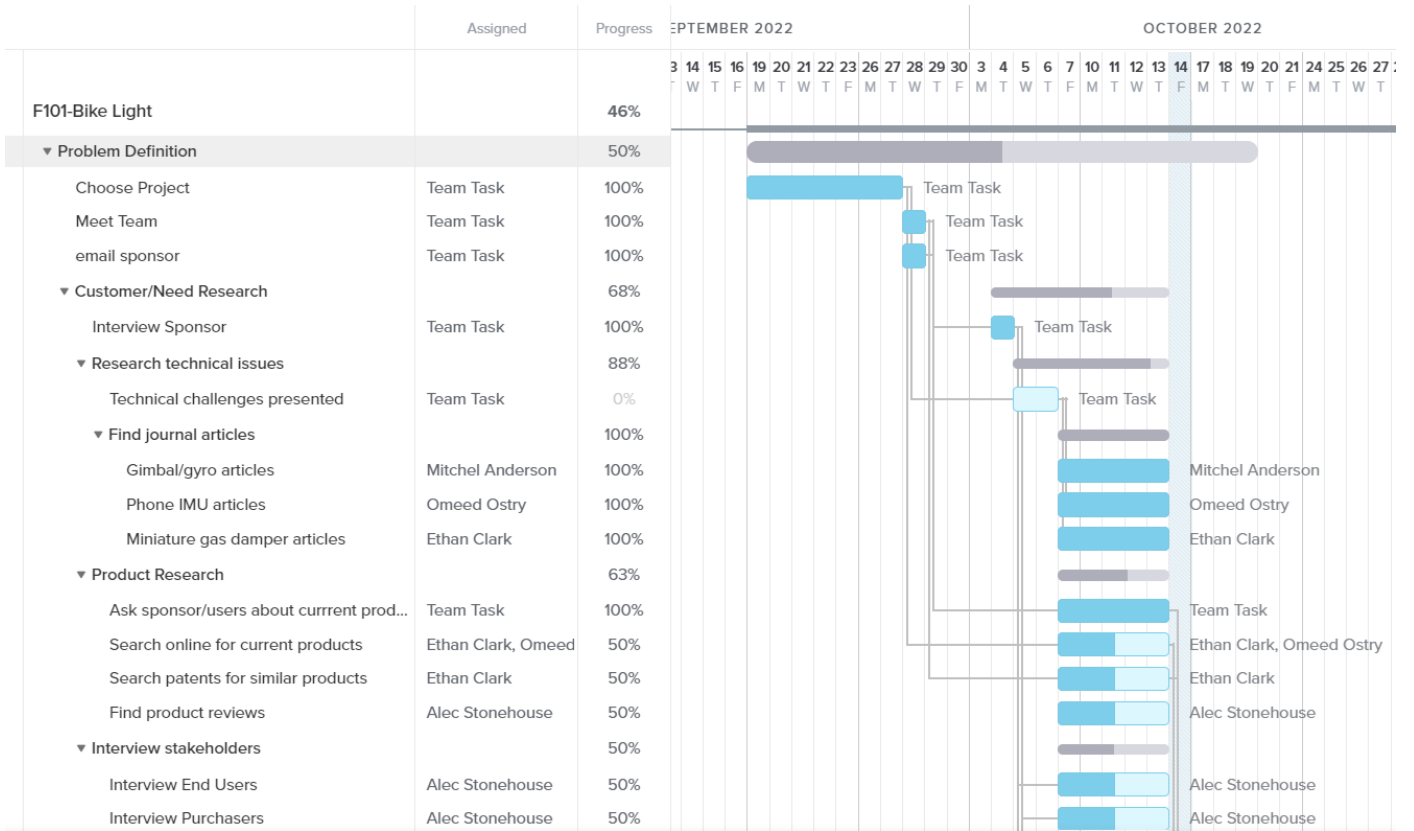 Assigned Progress EPTEMBER 2022 OCTOBER 2022
3 14 15 16 19 20 21 22 23 26 27 28 29 30 3 4 5 6 7 10 11 12 13 14 17 18 19 20 21 24 25 26 27
W T F M T W T F M T W T F M T W T F M T W T F M T W T F M T W T
F101-Bike Light 46%
Problem Definition 50%
Choose Project Team Task 100% Team Task
Meet Team Team Task 100% Team Task
email sponsor Team Task 100% Team Task
Customer/Need Research 68%
Interview Sponsor Team Task 100% Team Task
Research technical issues 88%
Technical challenges presented Team Task 0% Team Task
Find journal articles 100%
Gimbal/gyro articles Mitchel Anderson 100% Mitchel Anderson
Phone IMU articles Omeed Ostry 100% Omeed Ostry
Miniature gas damper articles Ethan Clark 100% Ethan Clark
Product Research 63%
Ask sponsor/users about currrent prod... Team Task 100% Team Task
Search online for current products Ethan Clark, Omeed 50% Ethan Clark, Omeed Ostry
Search patents for similar products Ethan Clark 50% Ethan Clark
Find product reviews Alec Stonehouse 50% Alec Stonehouse
Interview stakeholders 50%
Interview End Users Alec Stonehouse 50% Alec Stonehouse
Interview Purchasers Alec Stonehouse 50% Alec Stonehouse